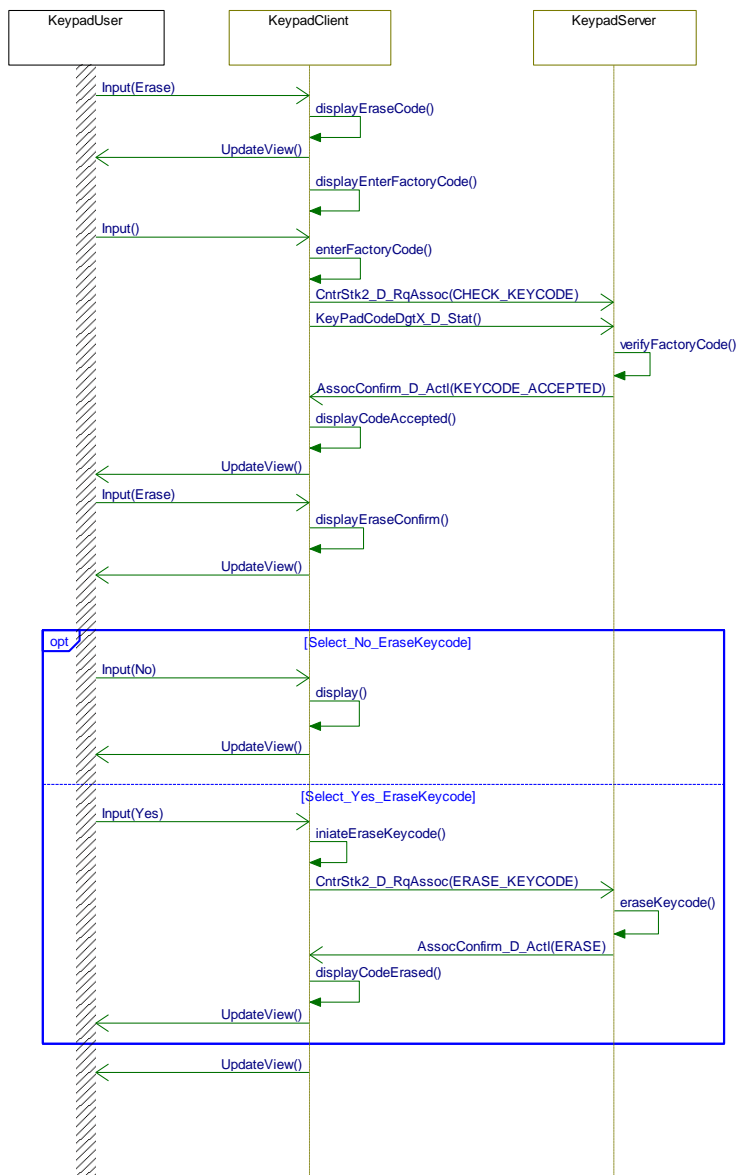 KeypadUser
KeypadClient
KeypadServer
Input(Erase)
displayEraseCode()
UpdateView()
displayEnterFactoryCode()
Input()
enterFactoryCode()
CntrStk2_D_RqAssoc(CHECK_KEYCODE)
KeyPadCodeDgtX_D_Stat()
verifyFactoryCode()
AssocConfirm_D_Actl(KEYCODE_ACCEPTED)
displayCodeAccepted()
UpdateView()
Input(Erase)
displayEraseConfirm()
UpdateView()
opt
[Select_No_EraseKeycode]
Input(No)
display()
UpdateView()
[Select_Yes_EraseKeycode]
Input(Yes)
iniateEraseKeycode()
CntrStk2_D_RqAssoc(ERASE_KEYCODE)
eraseKeycode()
AssocConfirm_D_Actl(ERASE)
displayCodeErased()
UpdateView()
UpdateView()